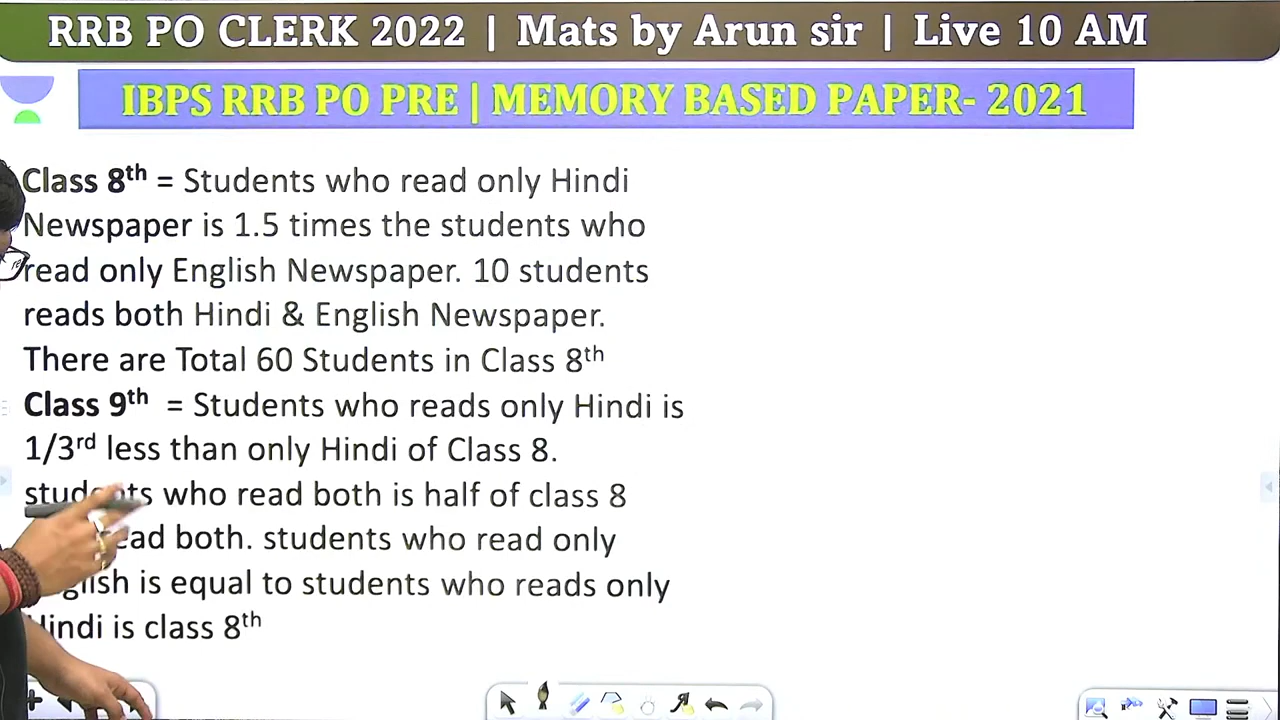 RRB PO CLERK 2022 | Mats by Arun sir | Live 10 AM
IBPS RRB PO PRE | MEMORY BASED PAPER- 2021
Class 8th = Students who read only Hindi
Newspaper is 1.5 times the students who
read only English Newspaper. 10 students
reads both Hindi & English Newspaper.
There are Total 60 Students in Class 8th
Class 9th = Students who reads only Hindi is
1/3rd less than only Hindi of Class 8.
students who read both is half of class 8
both. students who read only
is equal to students who reads only
Hindi is class 8th